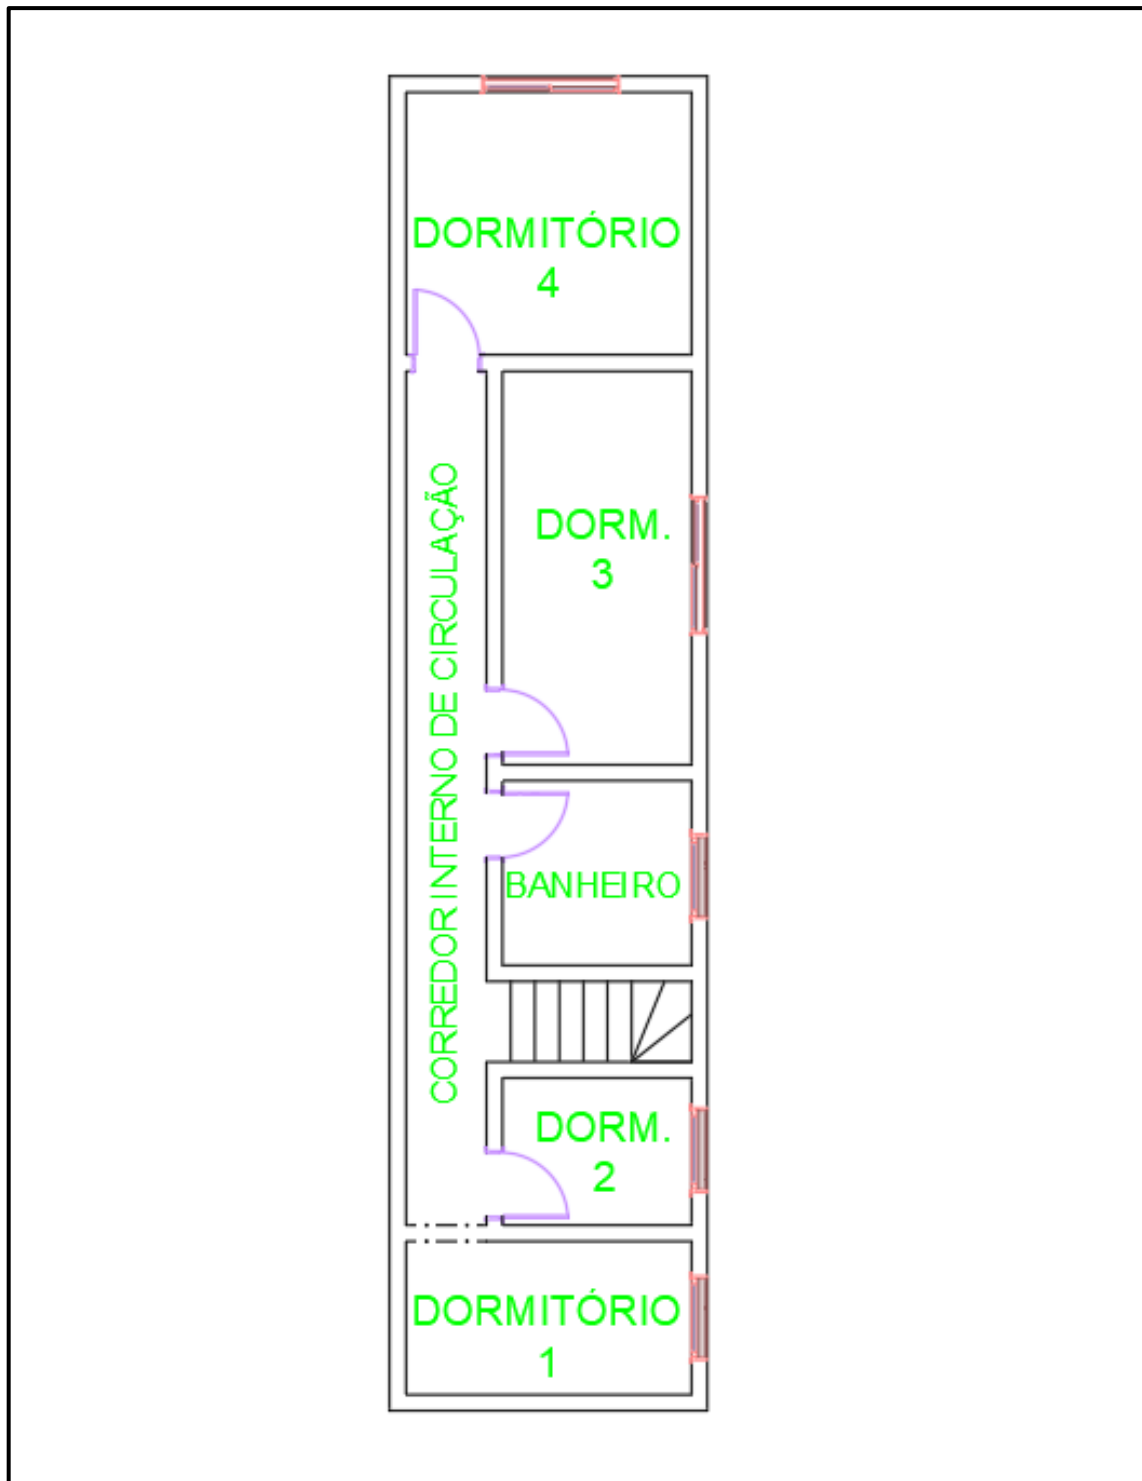 DORMITÓRIO
4
DORM.
3
CORREDOR INTERNO DE CIRCULAÇÃO
BANHEIRO
DORM.
2
DORMITÓRIO
1